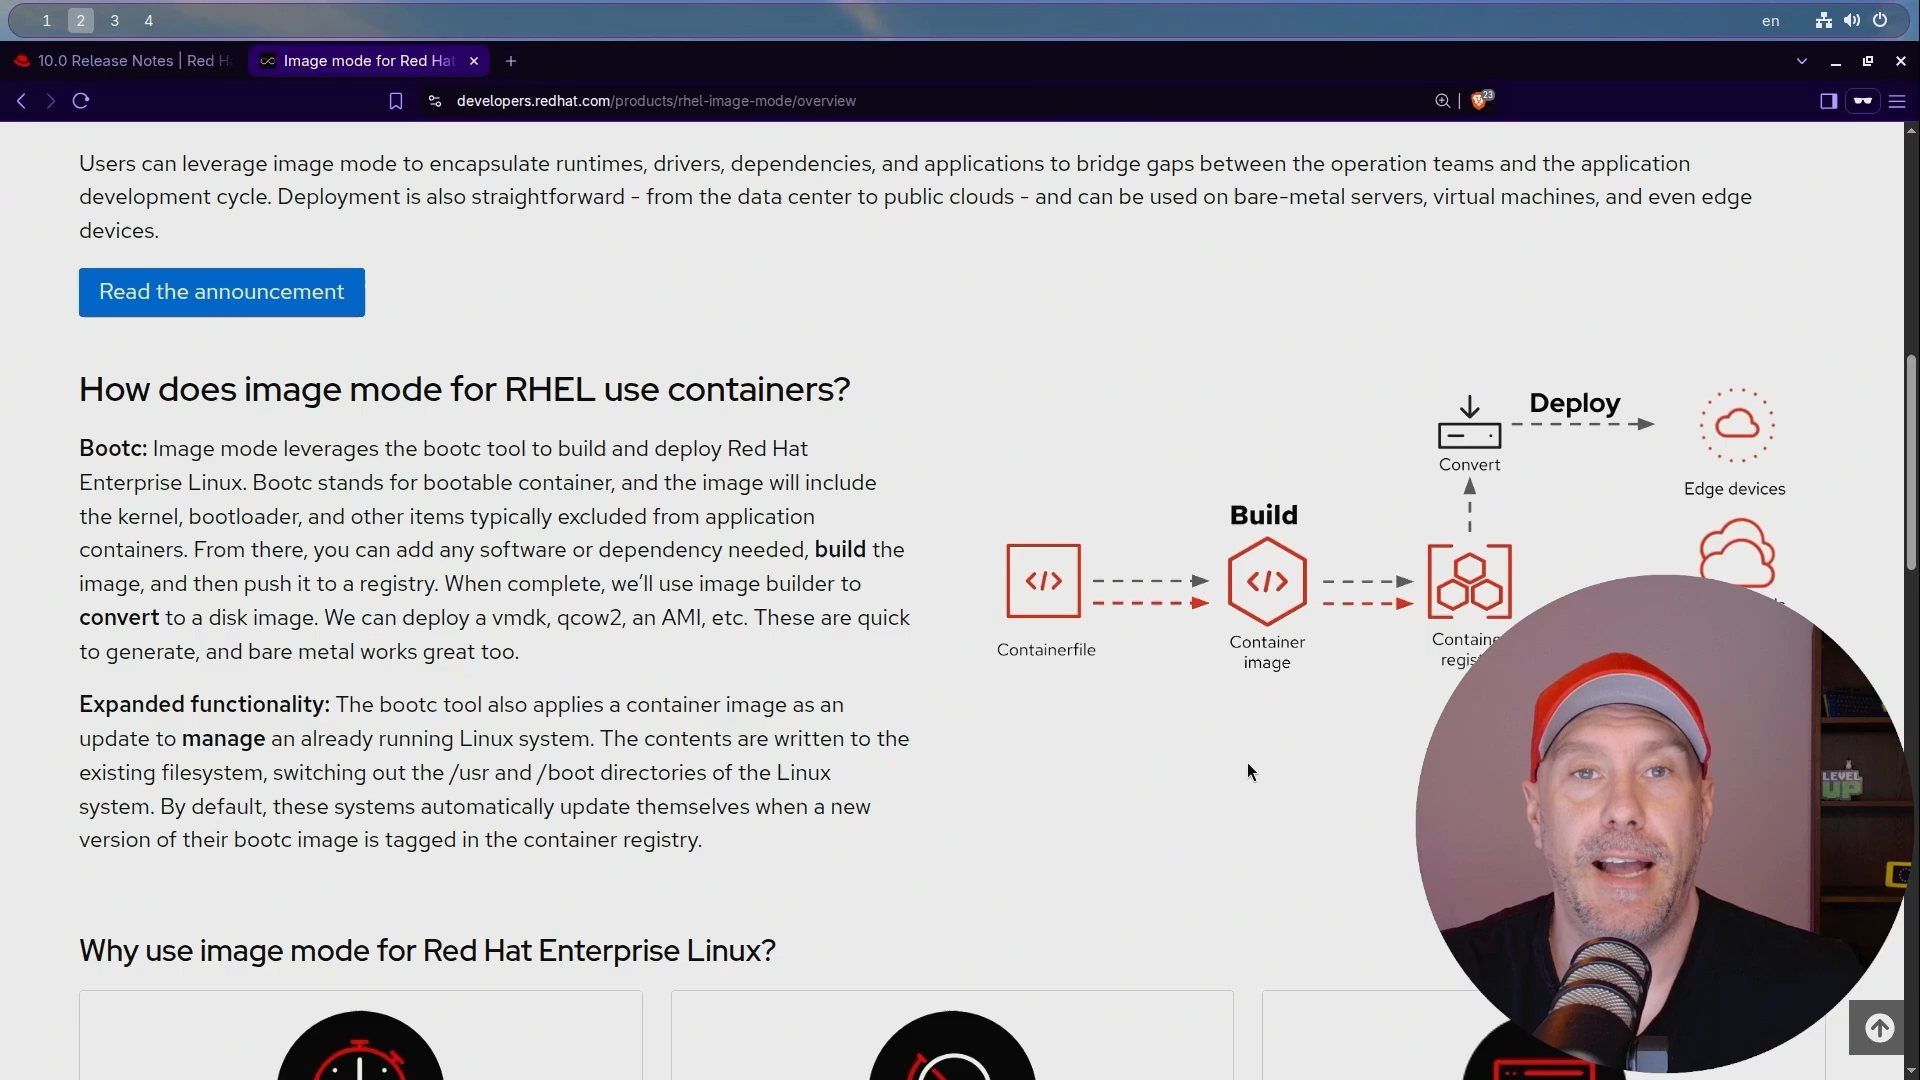 1 2 3 4
en
10.0 Release Notes | Red H
Image mode for Red Hat
developers.redhat.com/products/rhel-image-mode/overview
23
Users can leverage image mode to encapsulate runtimes, drivers, dependencies, and applications to bridge gaps between the operation teams and the application
development cycle. Deployment is also straightforward - from the data center to public clouds - and can be used on bare-metal servers, virtual machines, and even edge
devices.
Read the announcement
How does image mode for RHEL use containers?
Bootc: Image mode leverages the bootc tool to build and deploy Red Hat
Enterprise Linux. Bootc stands for bootable container, and the image will include
the kernel, bootloader, and other items typically excluded from application
containers. From there, you can add any software or dependency needed, build the
image, and then push it to a registry. When complete, we’ll use image builder to
convert to a disk image. We can deploy a vmdk, qcow2, an AMI, etc. These are quick
to generate, and bare metal works great too.
Expanded functionality: The bootc tool also applies a container image as an
update to manage an already running Linux system. The contents are written to the
existing filesystem, switching out the /usr and /boot directories of the Linux
system. By default, these systems automatically update themselves when a new
version of their bootc image is tagged in the container registry.
Deploy
Convert
Edge devices
Build
Containerfile
Container
image
Containe
regis
LEVEL
UP
Why use image mode for Red Hat Enterprise Linux?